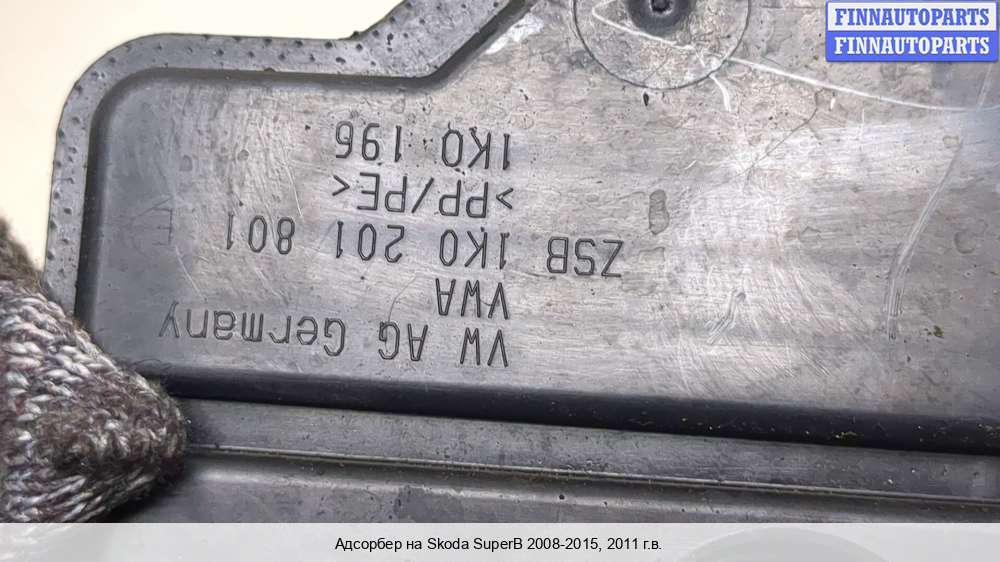 FINNAUTOPARTS
FINNAUTOPARTS
VW AG Germany
VWA
ZSB 1K0 201 801 E
>PP/PE<
1K0 196
Адсорбер на Skoda SuperB 2008-2015, 2011 г.в.